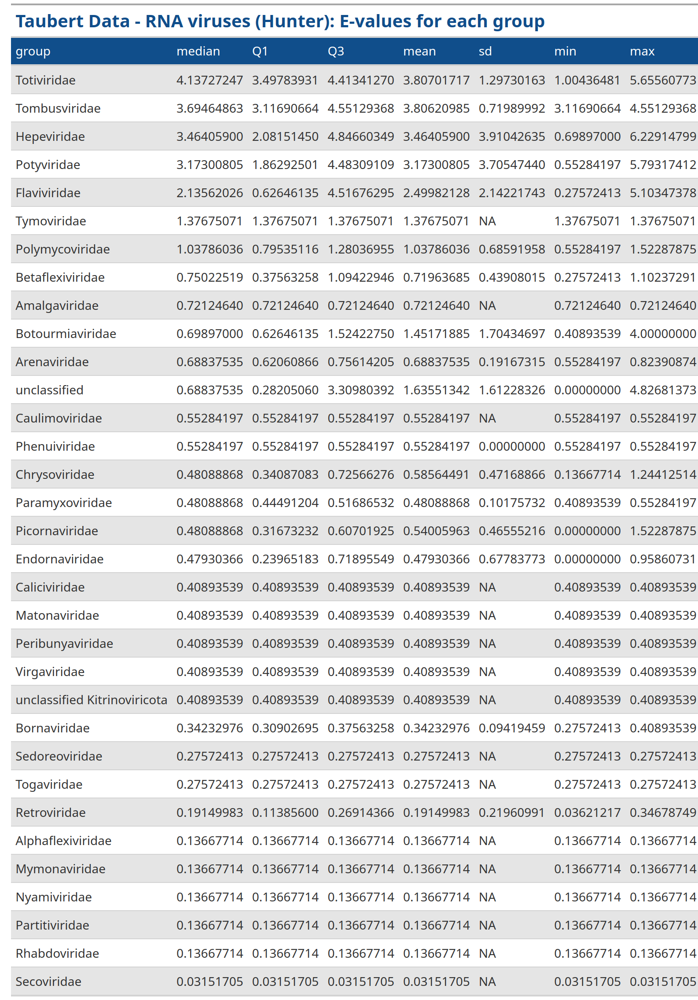 Taubert Data - RNA viruses (Hunter): E-values for each group
group median Q1 Q3 mean sd min max
Totiviridae 4.13727247 3.49783931 4.41341270 3.80701717 1.29730163 1.00436481 5.65560773
Tombusviridae 3.69464863 3.11690664 4.55129368 3.80620985 0.71989992 3.11690664 4.55129368
Hepeviridae 3.46405900 2.08151450 4.84660349 3.46405900 3.91042635 0.69897000 6.22914799
Potyviridae 3.17300805 1.86292501 4.48309109 3.17300805 3.70547440 0.55284197 5.79317412
Flaviviridae 2.13562026 0.62646135 4.51676295 2.49982128 2.14221743 0.27572413 5.10347378
Tymoviridae 1.37675071 1.37675071 1.37675071 1.37675071 NA 1.37675071 1.37675071
Polymycoviridae 1.03786036 0.79535116 1.28036955 1.03786036 0.68591958 0.55284197 1.52287875
Betaflexiviridae 0.75022519 0.37563258 1.09422946 0.71963685 0.43908015 0.27572413 1.10237291
Amalgaviridae 0.72124640 0.72124640 0.72124640 0.72124640 NA 0.72124640 0.72124640
Botourmiaviridae 0.69897000 0.62646135 1.52422750 1.45171885 1.70434697 0.40893539 4.00000000
Arenaviridae 0.68837535 0.62060866 0.75614205 0.68837535 0.19167315 0.55284197 0.82390874
unclassified 0.68837535 0.28205060 3.30980392 1.63551342 1.61228326 0.00000000 4.82681373
Caulimoviridae 0.55284197 0.55284197 0.55284197 0.55284197 NA 0.55284197 0.55284197
Phenuiviridae 0.55284197 0.55284197 0.55284197 0.55284197 0.00000000 0.55284197 0.55284197
Chrysoviridae 0.48088868 0.34087083 0.72566276 0.58564491 0.47168866 0.13667714 1.24412514
Paramyxoviridae 0.48088868 0.44491204 0.51686532 0.48088868 0.10175732 0.40893539 0.55284197
Picornaviridae 0.48088868 0.31673232 0.60701925 0.54005963 0.46555216 0.00000000 1.52287875
Endornaviridae 0.47930366 0.23965183 0.71895549 0.47930366 0.67783773 0.00000000 0.95860731
Caliciviridae 0.40893539 0.40893539 0.40893539 0.40893539 NA 0.40893539 0.40893539
Matonaviridae 0.40893539 0.40893539 0.40893539 0.40893539 NA 0.40893539 0.40893539
Peribunyaviridae 0.40893539 0.40893539 0.40893539 0.40893539 NA 0.40893539 0.40893539
Virgaviridae 0.40893539 0.40893539 0.40893539 0.40893539 NA 0.40893539 0.40893539
unclassified Kitrinoviricota 0.40893539 0.40893539 0.40893539 0.40893539 NA 0.40893539 0.40893539
Bornaviridae 0.34232976 0.30902695 0.37563258 0.34232976 0.09419459 0.27572413 0.40893539
Sedoreoviridae 0.27572413 0.27572413 0.27572413 0.27572413 NA 0.27572413 0.27572413
Togaviridae 0.27572413 0.27572413 0.27572413 0.27572413 NA 0.27572413 0.27572413
Retroviridae 0.19149983 0.11385600 0.26914366 0.19149983 0.21960991 0.03621217 0.34678749
Alphaflexiviridae 0.13667714 0.13667714 0.13667714 0.13667714 NA 0.13667714 0.13667714
Mymonaviridae 0.13667714 0.13667714 0.13667714 0.13667714 NA 0.13667714 0.13667714
Nyamiviridae 0.13667714 0.13667714 0.13667714 0.13667714 NA 0.13667714 0.13667714
Partitiviridae 0.13667714 0.13667714 0.13667714 0.13667714 NA 0.13667714 0.13667714
Rhabdoviridae 0.13667714 0.13667714 0.13667714 0.13667714 NA 0.13667714 0.13667714
Secoviridae 0.03151705 0.03151705 0.03151705 0.03151705 NA 0.03151705 0.03151705